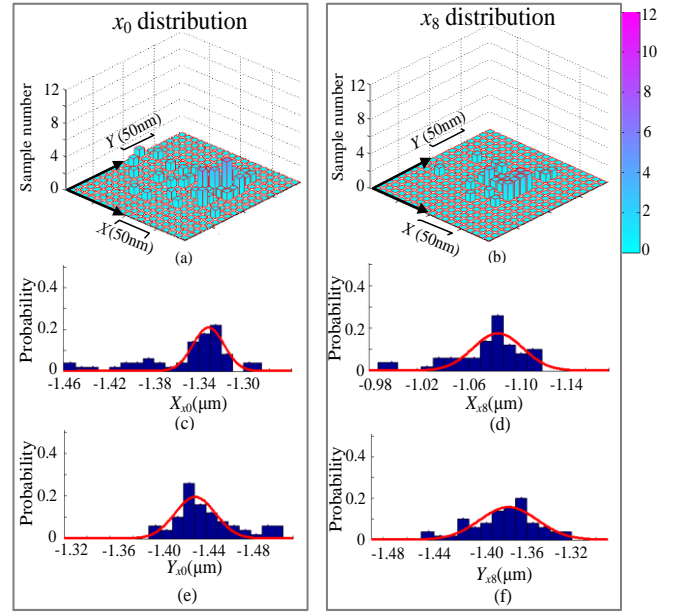 x0 distribution
x8 distribution
Sample number
12
8
4
0
Y (50nm)
X(50nm)
(a)
Sample number
12
8
4
0
Y (50nm)
X (50nm)
(b)
12
10
8
6
4
2
0
Probability
0.4
0.2
0
-1.46 -1.42 -1.38 -1.34 -1.30
Xx0(μm)
(c)
Probability
0.4
0.2
0
-0.98 -1.02 -1.06 -1.10 -1.14
Xx8(μm)
(d)
Probability
0.4
0.2
0
-1.32 -1.36 -1.40 -1.44 -1.48
Yx0(μm)
(e)
Probability
0.4
0.2
0
-1.48 -1.44 -1.40 -1.36 -1.32
Yx8(μm)
(f)